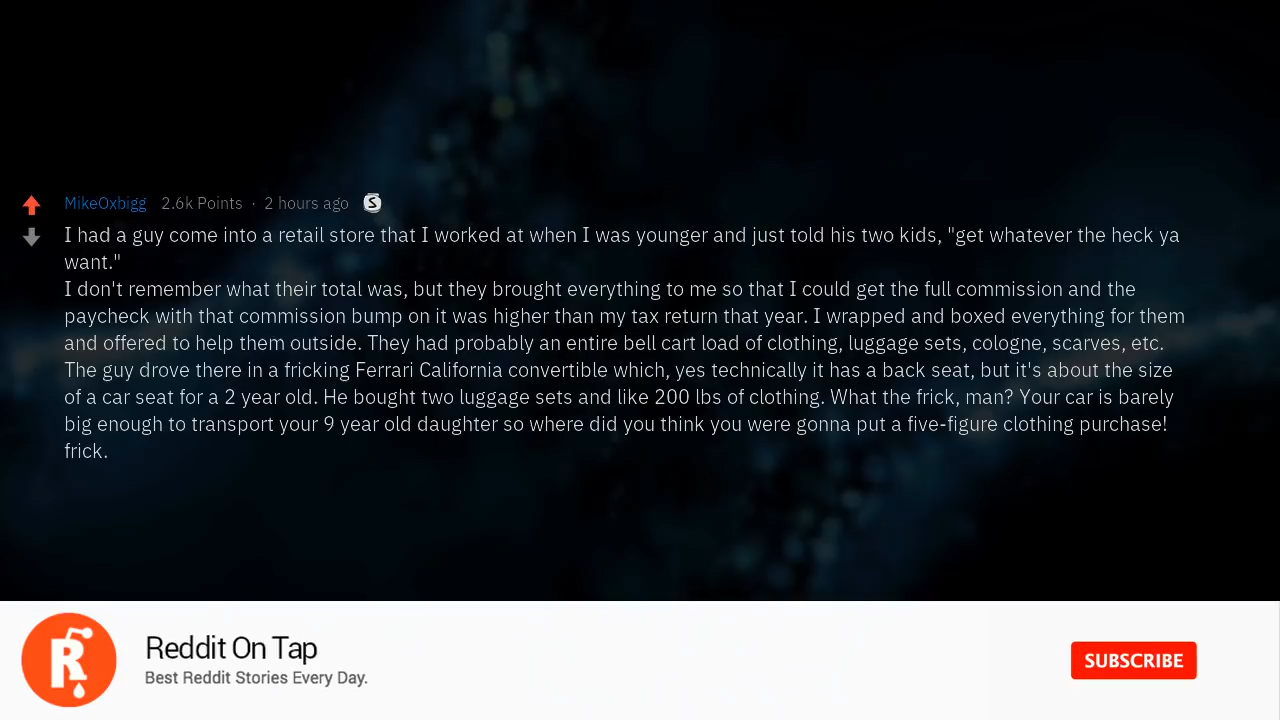 MikeOxbigg 2.6k Points · 2 hours ago
I had a guy come into a retail store that I worked at when I was younger and just told his two kids, "get whatever the heck ya
want."
I don't remember what their total was, but they brought everything to me so that I could get the full commission and the
paycheck with that commission bump on it was higher than my tax return that year. I wrapped and boxed everything for them
and offered to help them outside. They had probably an entire bell cart load of clothing, luggage sets, cologne, scarves, etc.
The guy drove there in a fricking Ferrari California convertible which, yes technically it has a back seat, but it's about the size
of a car seat for a 2 year old. He bought two luggage sets and like 200 lbs of clothing. What the frick, man? Your car is barely
big enough to transport your 9 year old daughter so where did you think you were gonna put a five-figure clothing purchase!
frick.
Reddit On Tap
Best Reddit Stories Every Day.
SUBSCRIBE